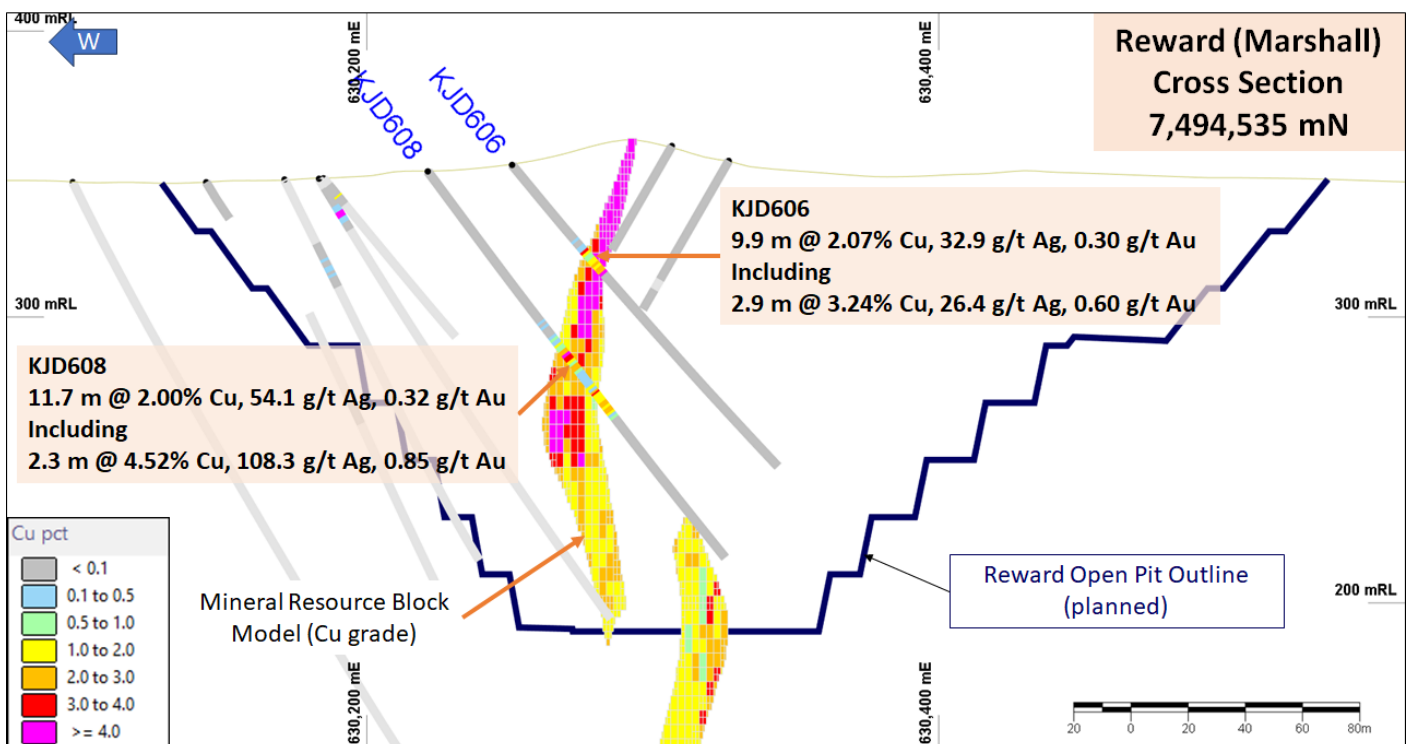 400 mRL
W
630,200 mE
630,400 mE
Reward (Marshall)
Cross Section
7,494,535 mN
KJD608
KJD606
KJD606
9.9 m @ 2.07% Cu, 32.9 g/t Ag, 0.30 g/t Au
Including
2.9 m @ 3.24% Cu, 26.4 g/t Ag, 0.60 g/t Au
300 mRL
300 mRL
KJD608
11.7 m @ 2.00% Cu, 54.1 g/t Ag, 0.32 g/t Au
Including
2.3 m @ 4.52% Cu, 108.3 g/t Ag, 0.85 g/t Au
Cu pct
< 0.1
0.1 to 0.5
0.5 to 1.0
1.0 to 2.0
2.0 to 3.0
3.0 to 4.0
>= 4.0
Mineral Resource Block
Model (Cu grade)
Reward Open Pit Outline
(planned)
200 mRL
630,200 mE
630,400 mE
20 0 20 40 60 80m